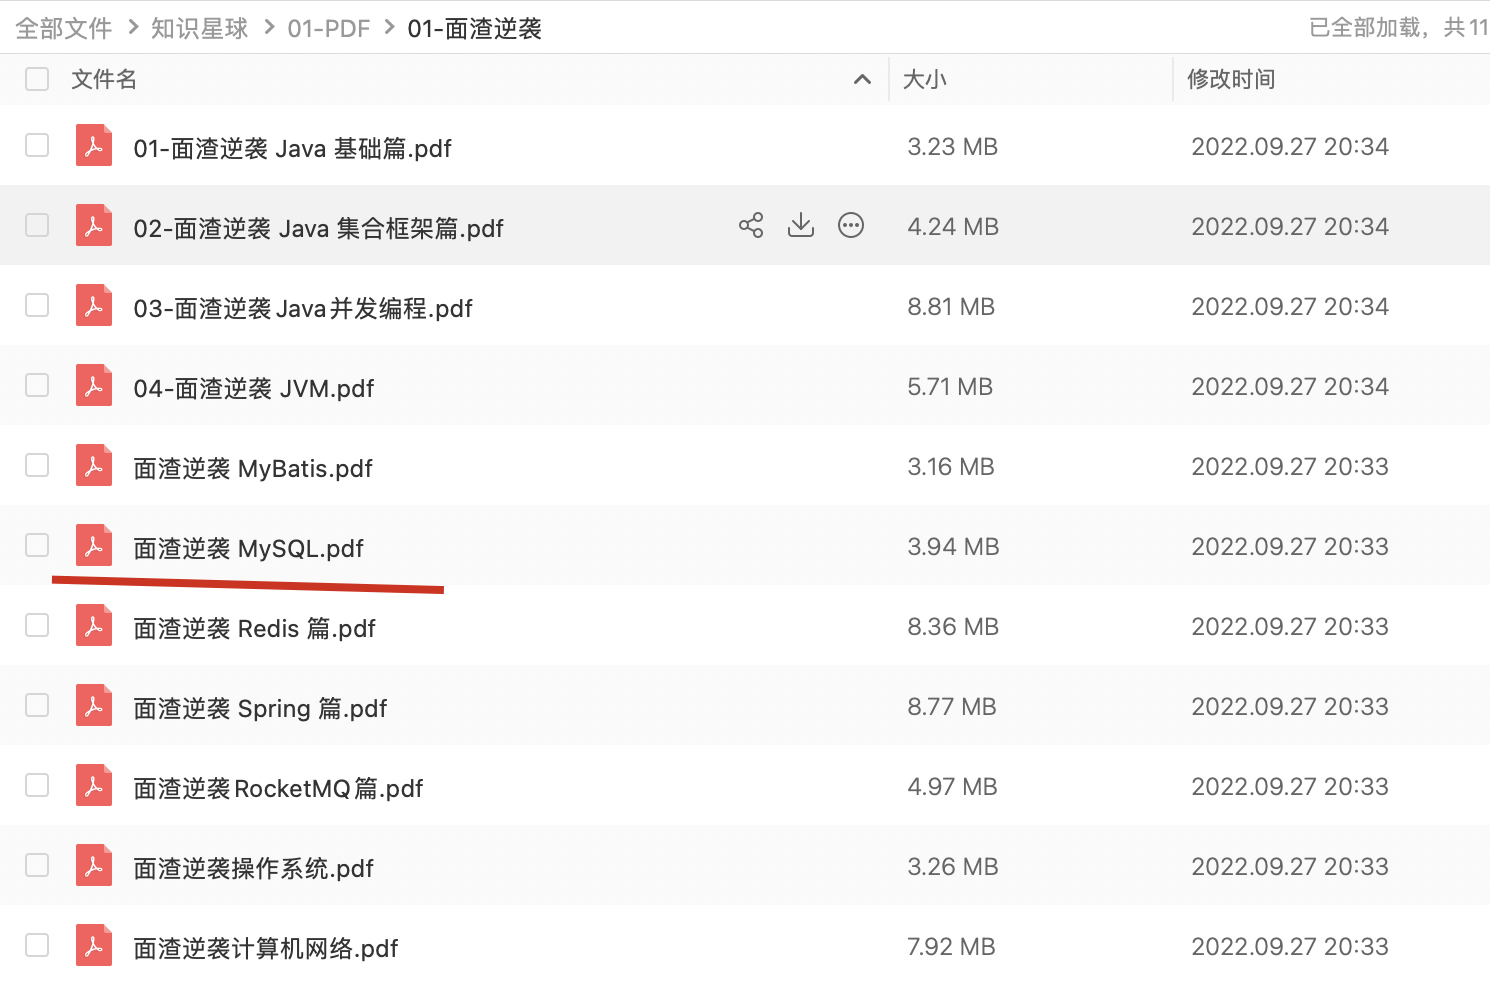 全部文件 > 知识星球 > 01-PDF > 01-面渣逆袭 已全部加载，共11
文件名 大小 修改时间
01-面渣逆袭 Java 基础篇.pdf 3.23 MB 2022.09.27 20:34
02-面渣逆袭 Java 集合框架篇.pdf 4.24 MB 2022.09.27 20:34
03-面渣逆袭Java并发编程.pdf 8.81 MB 2022.09.27 20:34
04-面渣逆袭 JVM.pdf 5.71 MB 2022.09.27 20:34
面渣逆袭 MyBatis.pdf 3.16 MB 2022.09.27 20:33
面渣逆袭 MySQL.pdf 3.94 MB 2022.09.27 20:33
面渣逆袭 Redis 篇.pdf 8.36 MB 2022.09.27 20:33
面渣逆袭 Spring 篇.pdf 8.77 MB 2022.09.27 20:33
面渣逆袭RocketMQ篇.pdf 4.97 MB 2022.09.27 20:33
面渣逆袭操作系统.pdf 3.26 MB 2022.09.27 20:33
面渣逆袭计算机网络.pdf 7.92 MB 2022.09.27 20:33